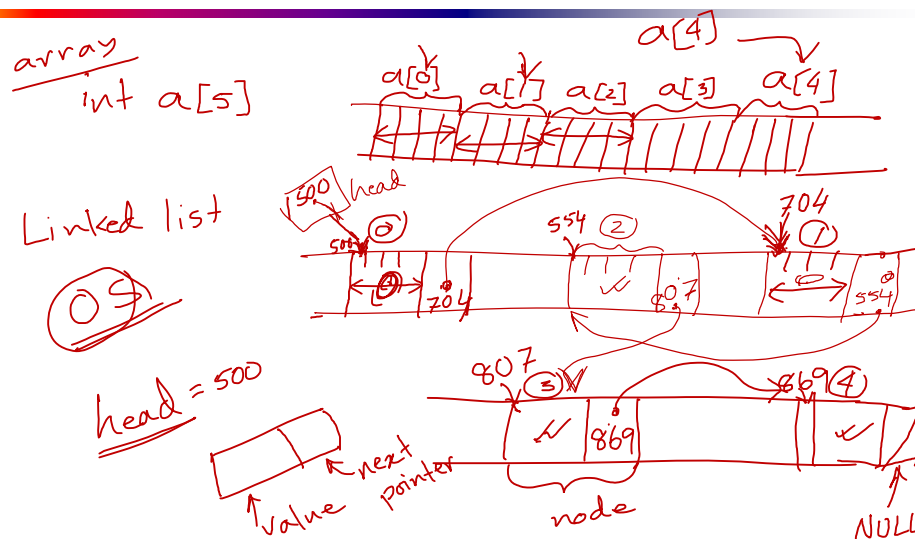 array
int a[5]
a[4]
a[0] a[1] a[2] a[3] a[4]
Linked list
500 head
500 0
704
554 2
807
704
1
554
OS
head = 500
807 3
869
869 4
value
next
pointer
node
NULL